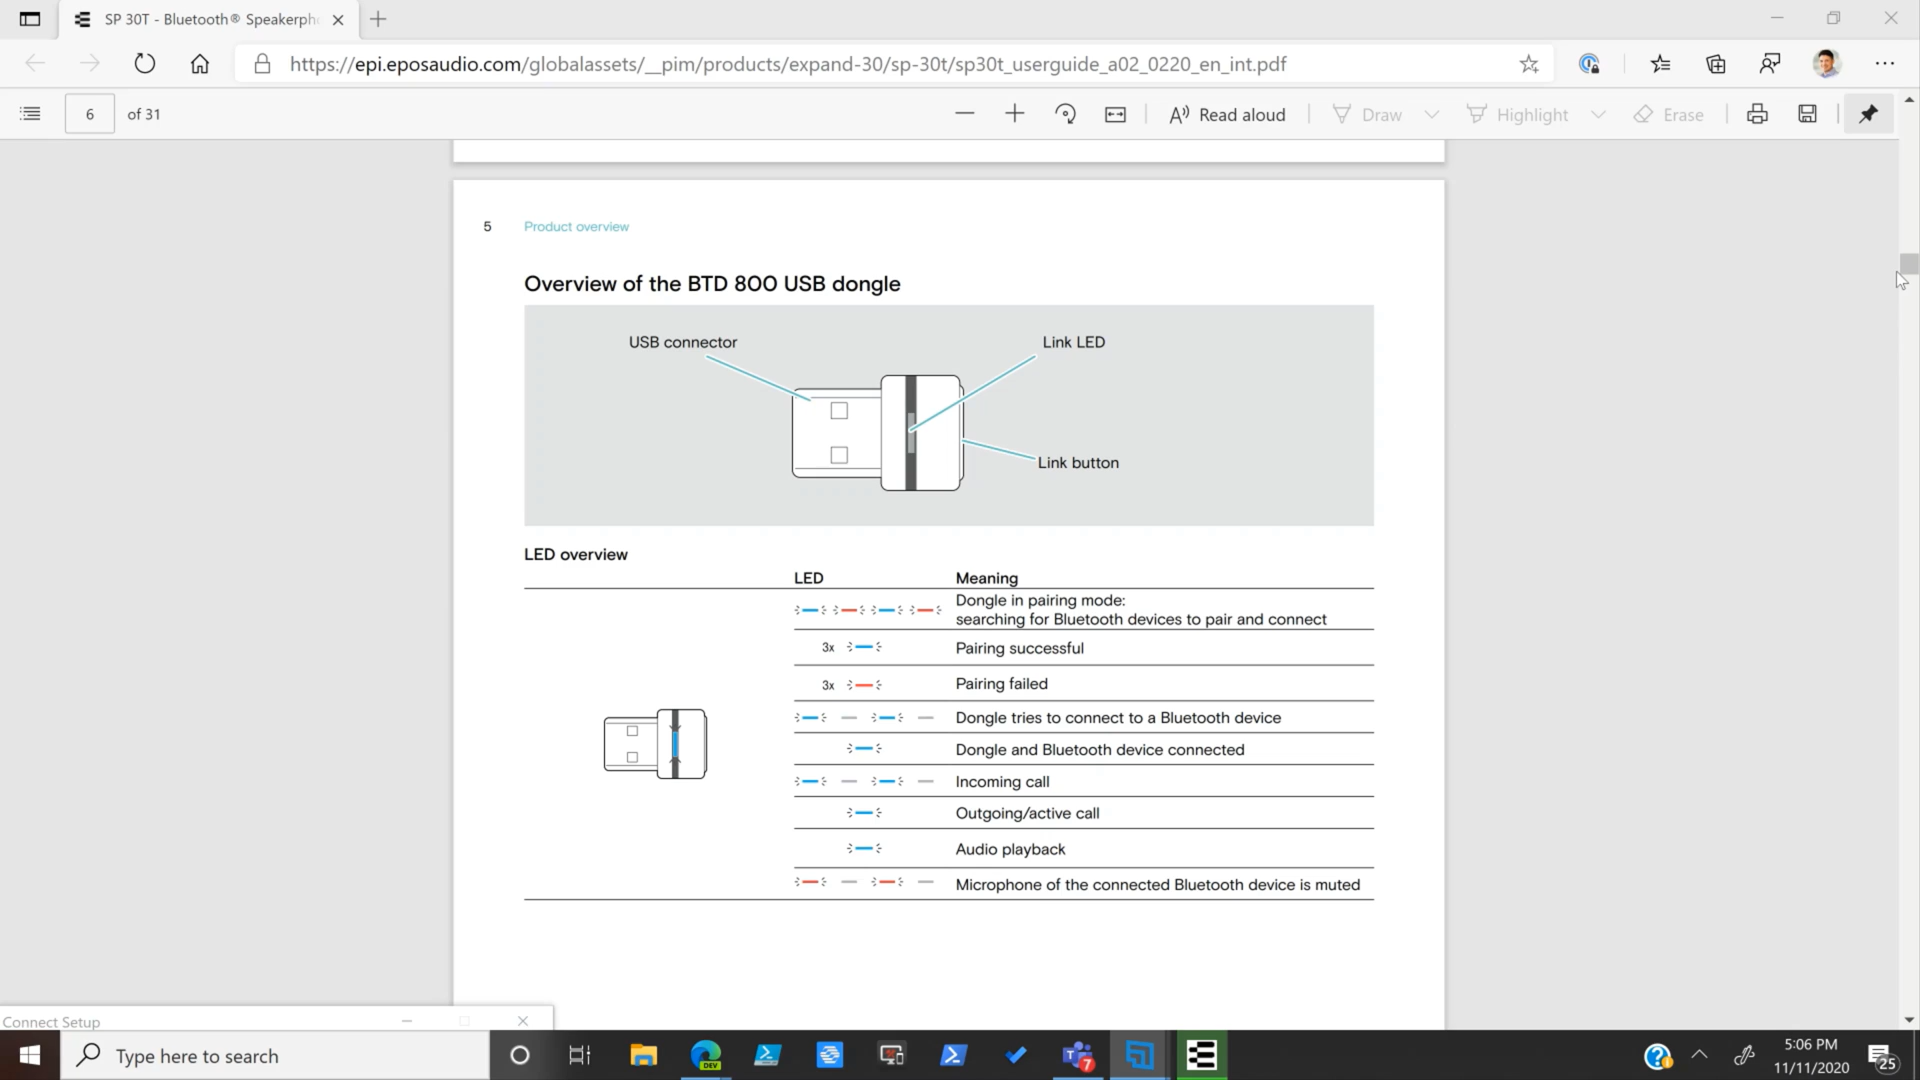 SP 30T - Bluetooth® Speakerph
https://epi.eposaudio.com/globalassets/__pim/products/expand-30/sp-30t/sp30t_userguide_a02_0220_en_int.pdf
6 of 31
Read aloud
Draw
Highlight
Erase
5 Product overview
Overview of the BTD 800 USB dongle
USB connector
Link LED
Link button
LED overview
LED Meaning
Dongle in pairing mode:
searching for Bluetooth devices to pair and connect
3x Pairing successful
3x Pairing failed
Dongle tries to connect to a Bluetooth device
Dongle and Bluetooth device connected
Incoming call
Outgoing/active call
Audio playback
Microphone of the connected Bluetooth device is muted
Connect Setup
Type here to search
DEV
7
5:06 PM
11/11/2020
25